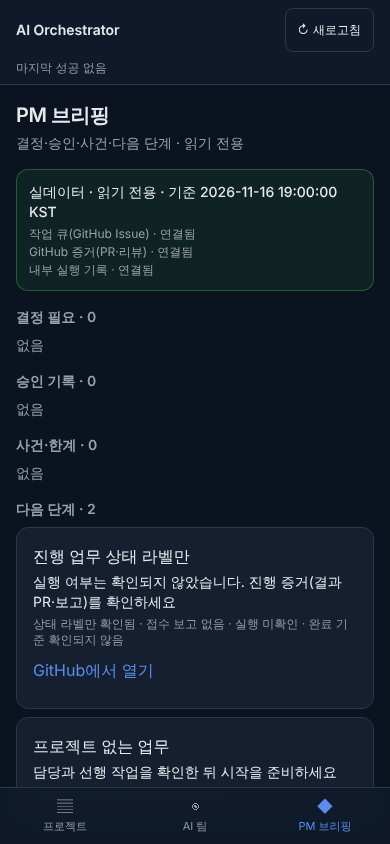 AI Orchestrator
↻ 새로고침
마지막 성공 없음
PM 브리핑
결정·승인·사건·다음 단계 · 읽기 전용
실데이터 · 읽기 전용 · 기준 2026-11-16 19:00:00
KST
작업 큐(GitHub Issue) · 연결됨
GitHub 증거(PR·리뷰) · 연결됨
내부 실행 기록 · 연결됨
결정 필요 · 0
없음
승인 기록 · 0
없음
사건·한계 · 0
없음
다음 단계 · 2
진행 업무 상태 라벨만
실행 여부는 확인되지 않았습니다. 진행 증거(결과
PR·보고)를 확인하세요
상태 라벨만 확인됨 · 접수 보고 없음 · 실행 미확인 · 완료 기
준 확인되지 않음
GitHub에서 열기
프로젝트 없는 업무
담당과 선행 작업을 확인한 뒤 시작을 준비하세요
프로젝트
AI 팀
PM 브리핑